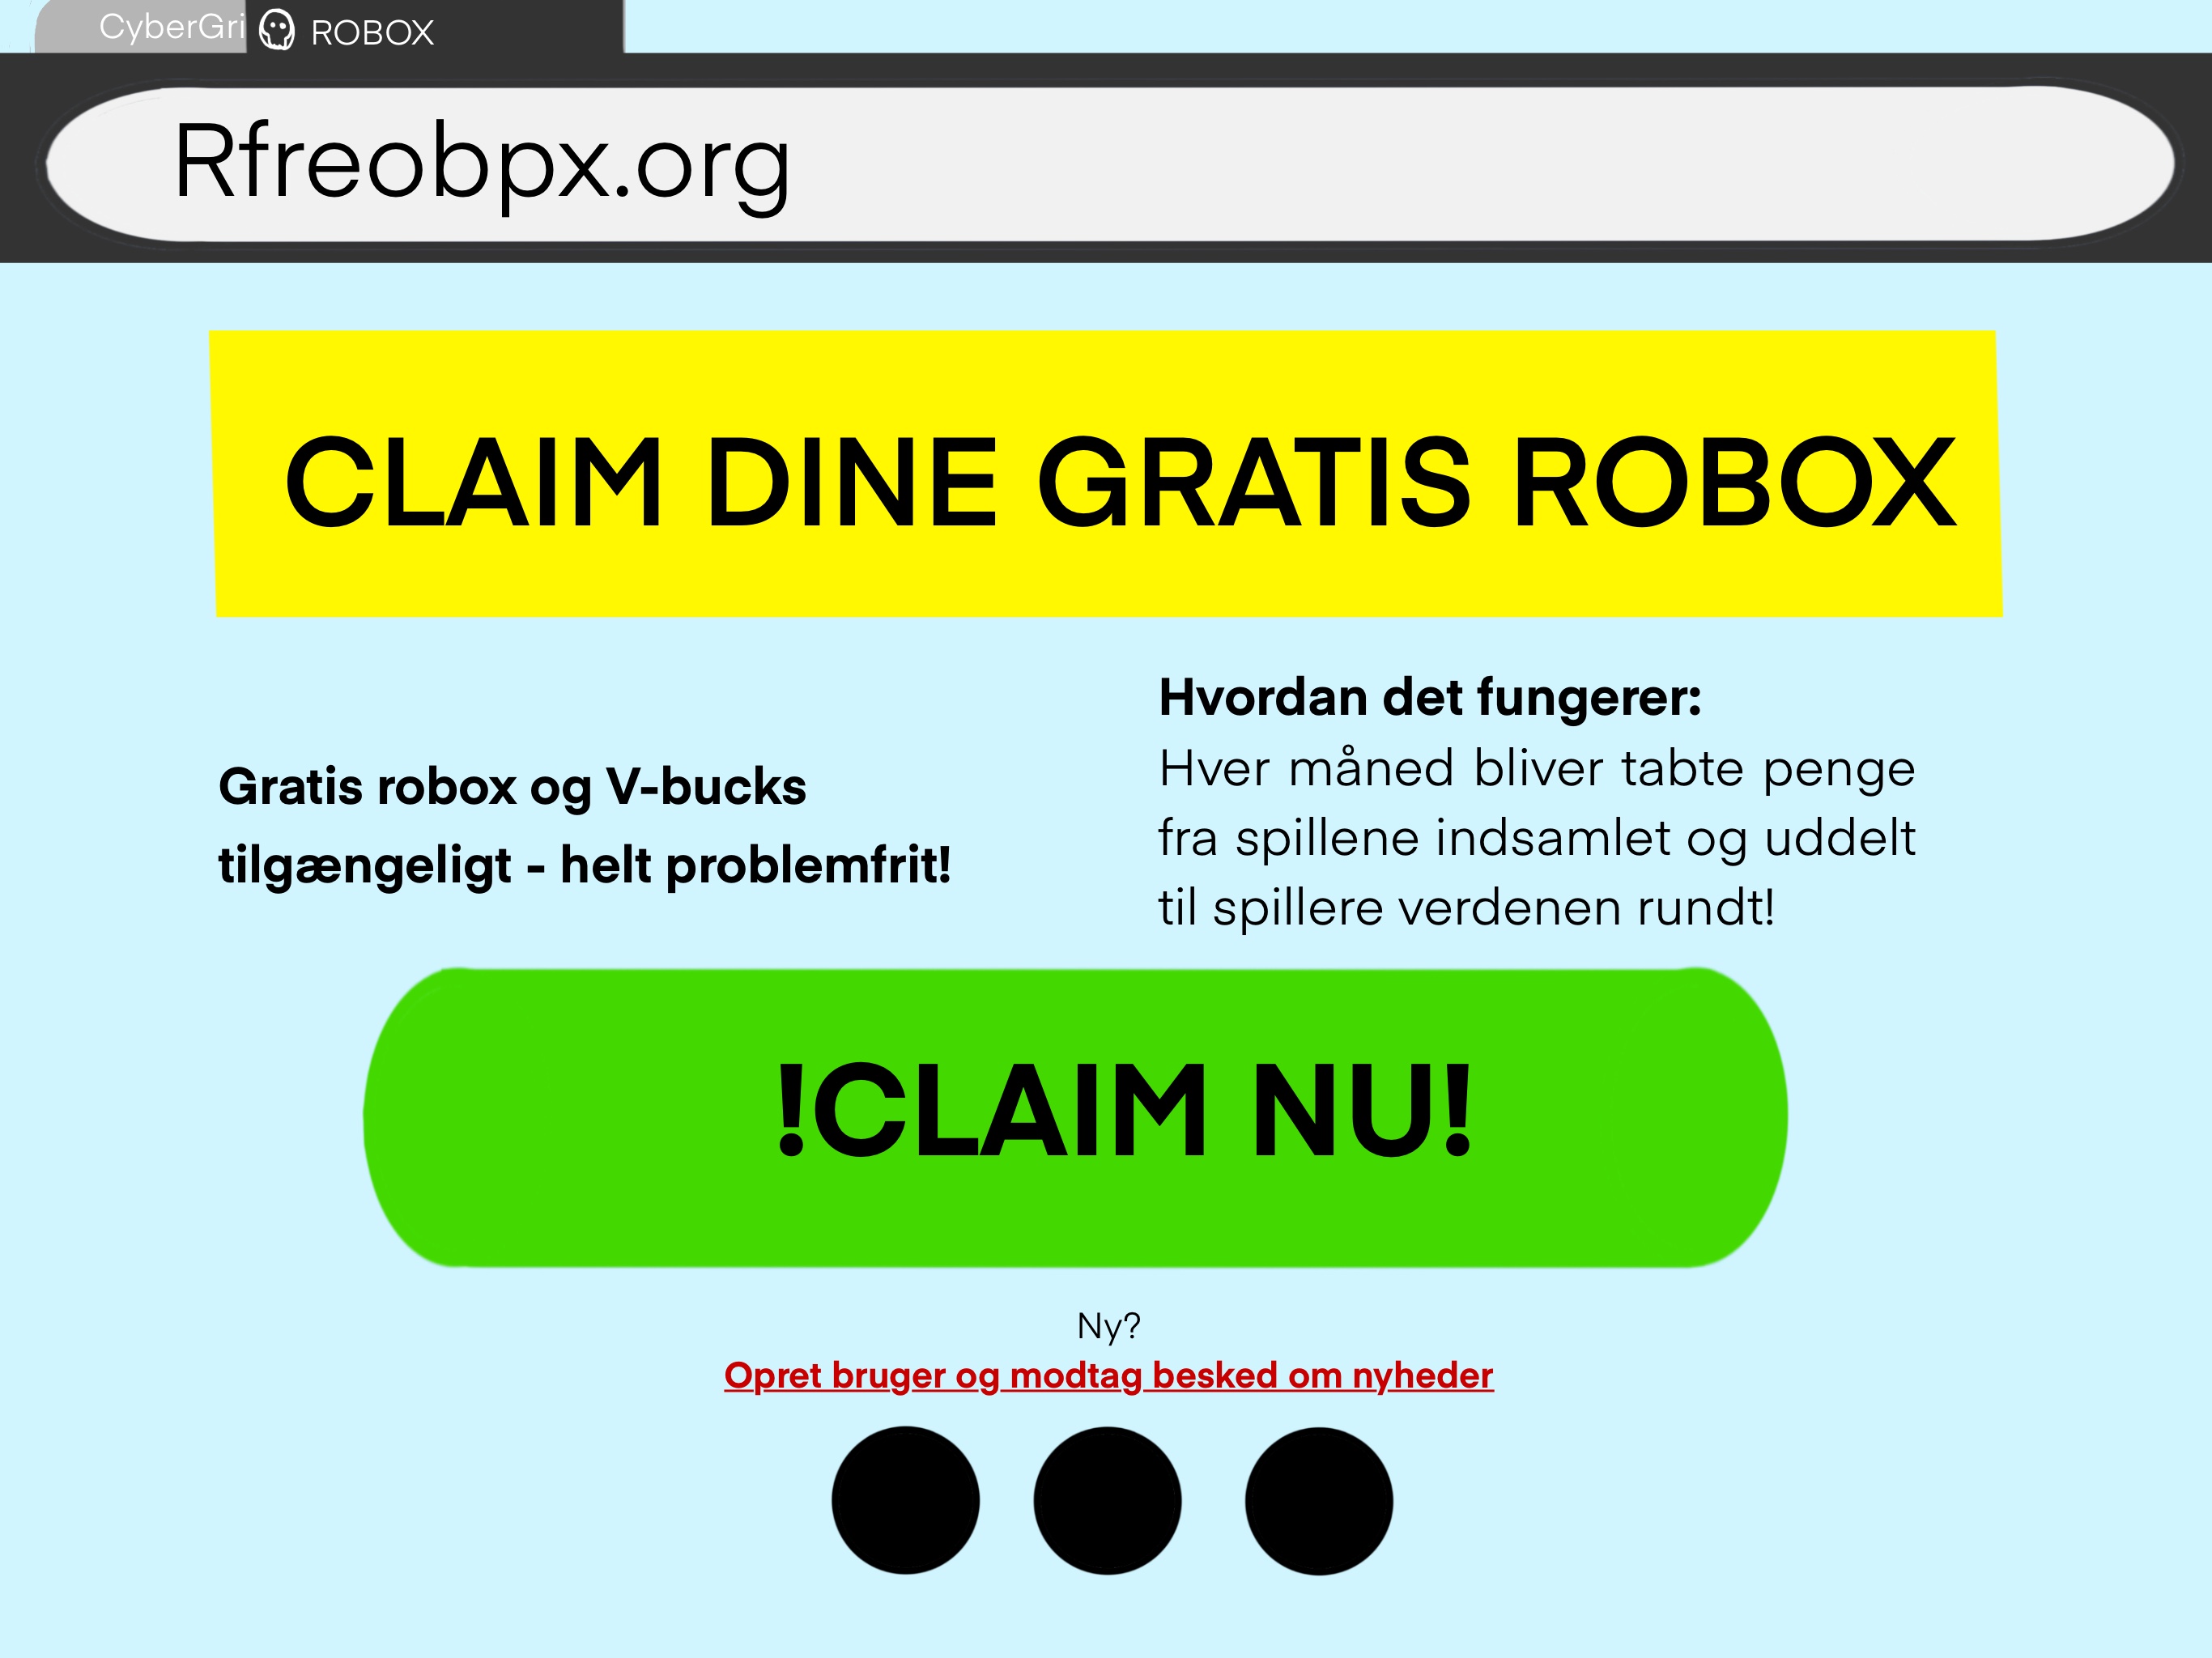 CyberGri
ROBOX
Rfreobpx.org
CLAIM DINE GRATIS ROBOX
Gratis robox og V-bucks
tilgængeligt - helt problemfrit!
Hvordan det fungerer:
Hver måned bliver tabte penge
fra spillene indsamlet og uddelt
til spillere verdenen rundt!
!CLAIM NU!
Ny?
Opret bruger og modtag besked om nyheder